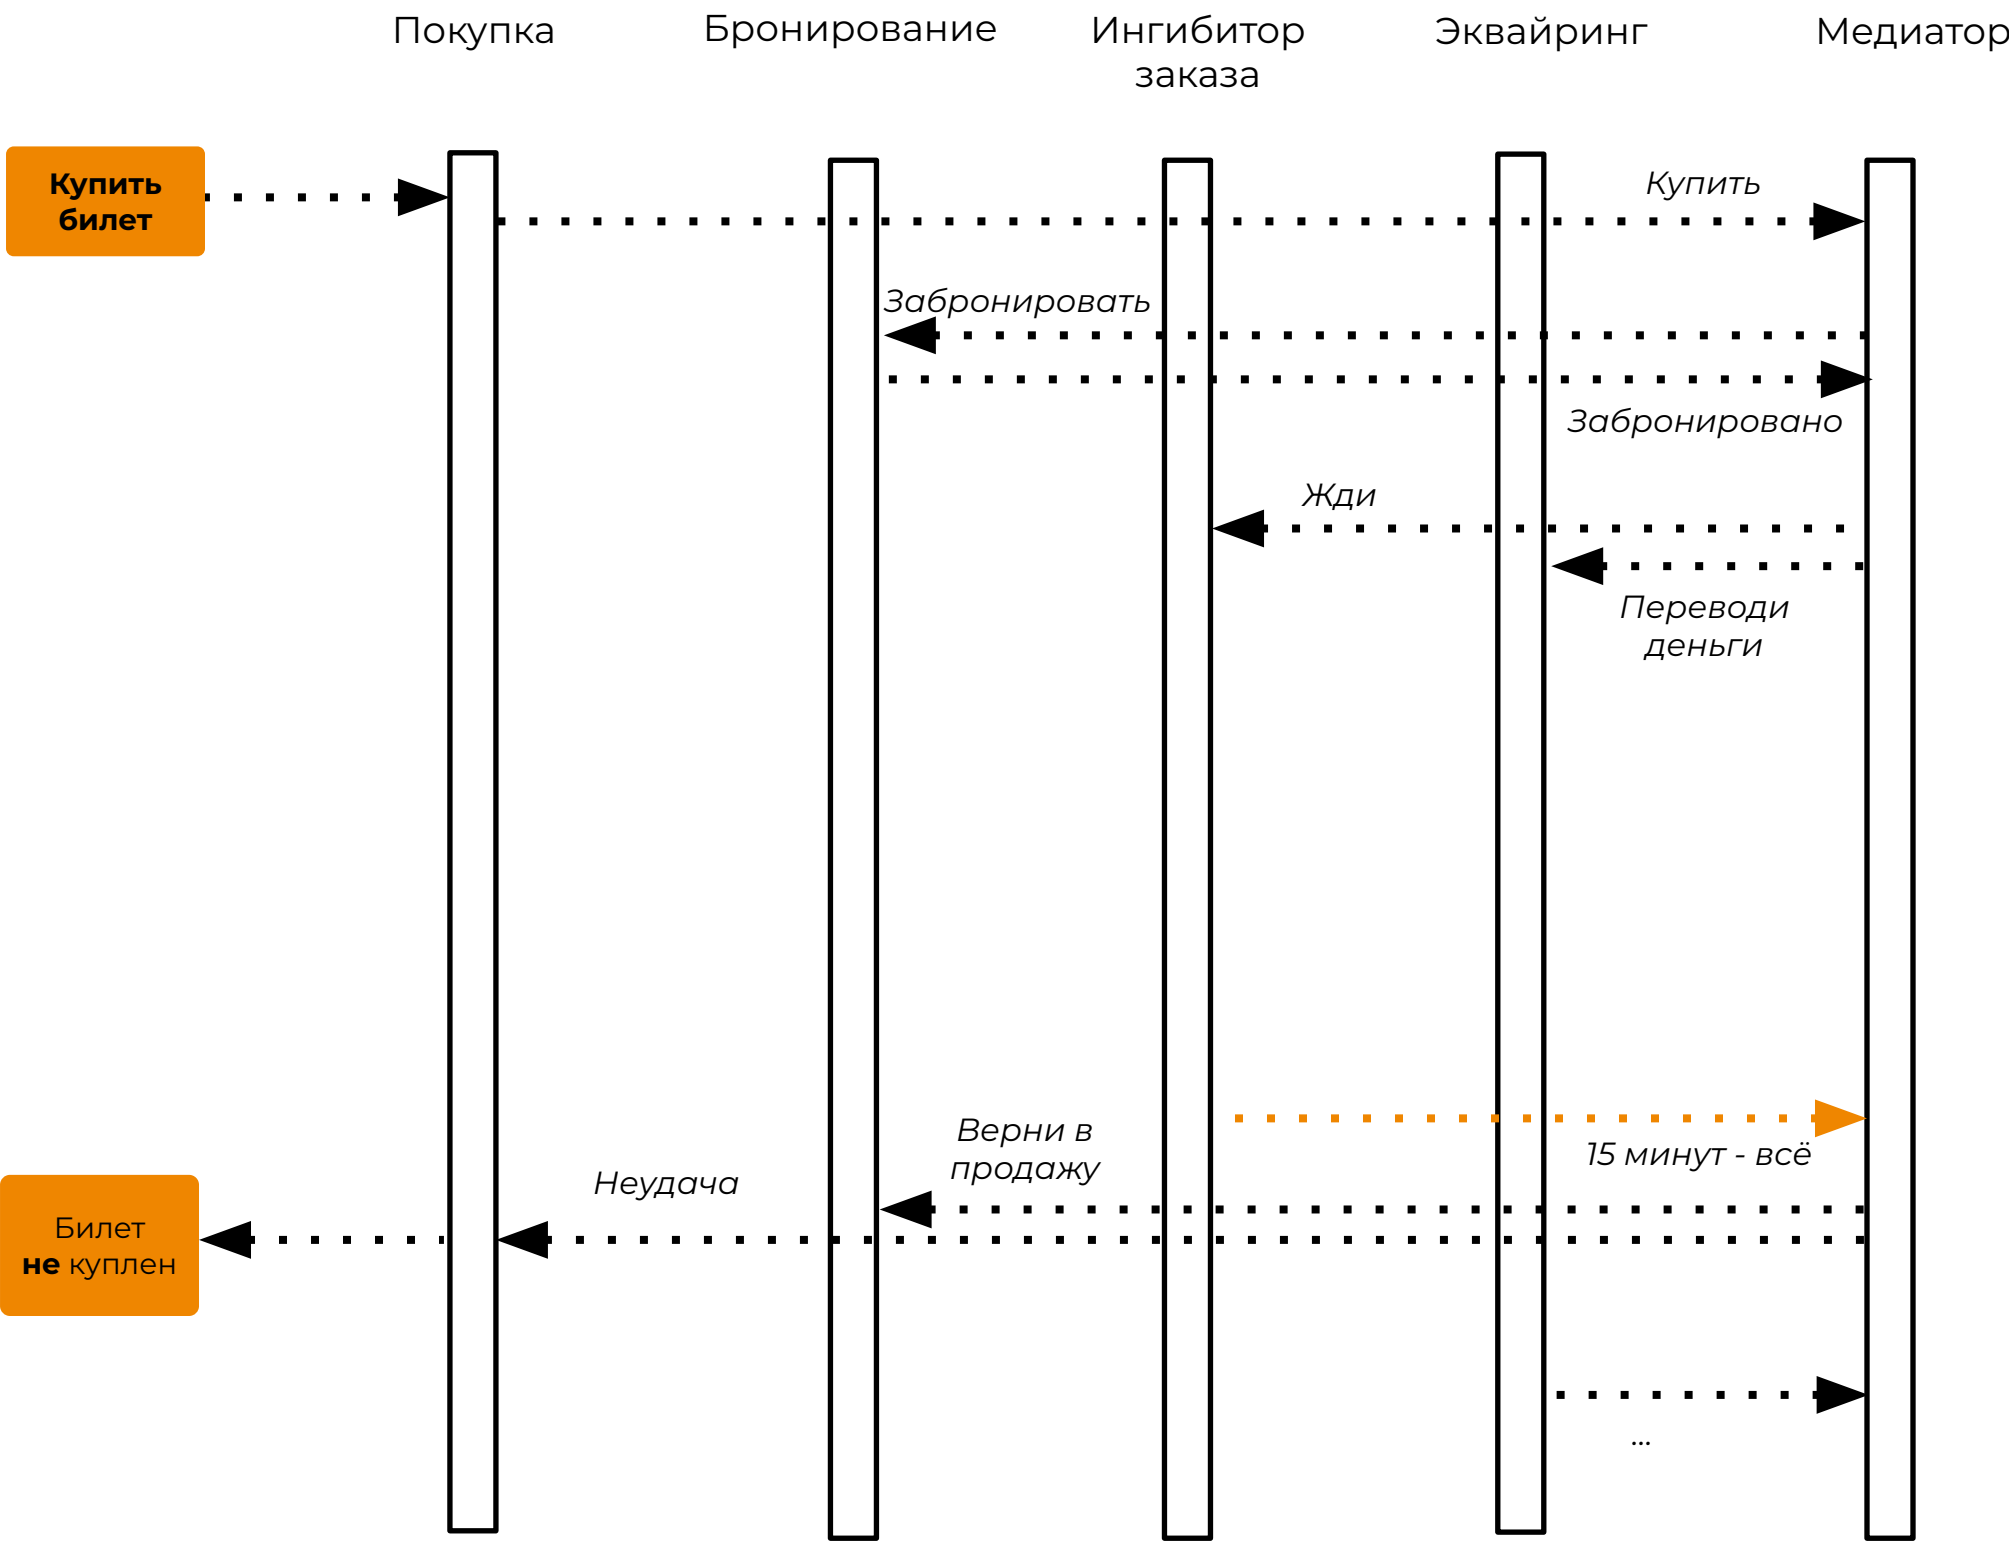 Покупка
Бронирование
Ингибитор
заказа
Эквайринг
Медиатор
Купить
билет
Купить
Забронировать
Забронировано
Жди
Переводи
деньги
15 минут - всё
Верни в
продажу
Неудача
Билет
не куплен
...